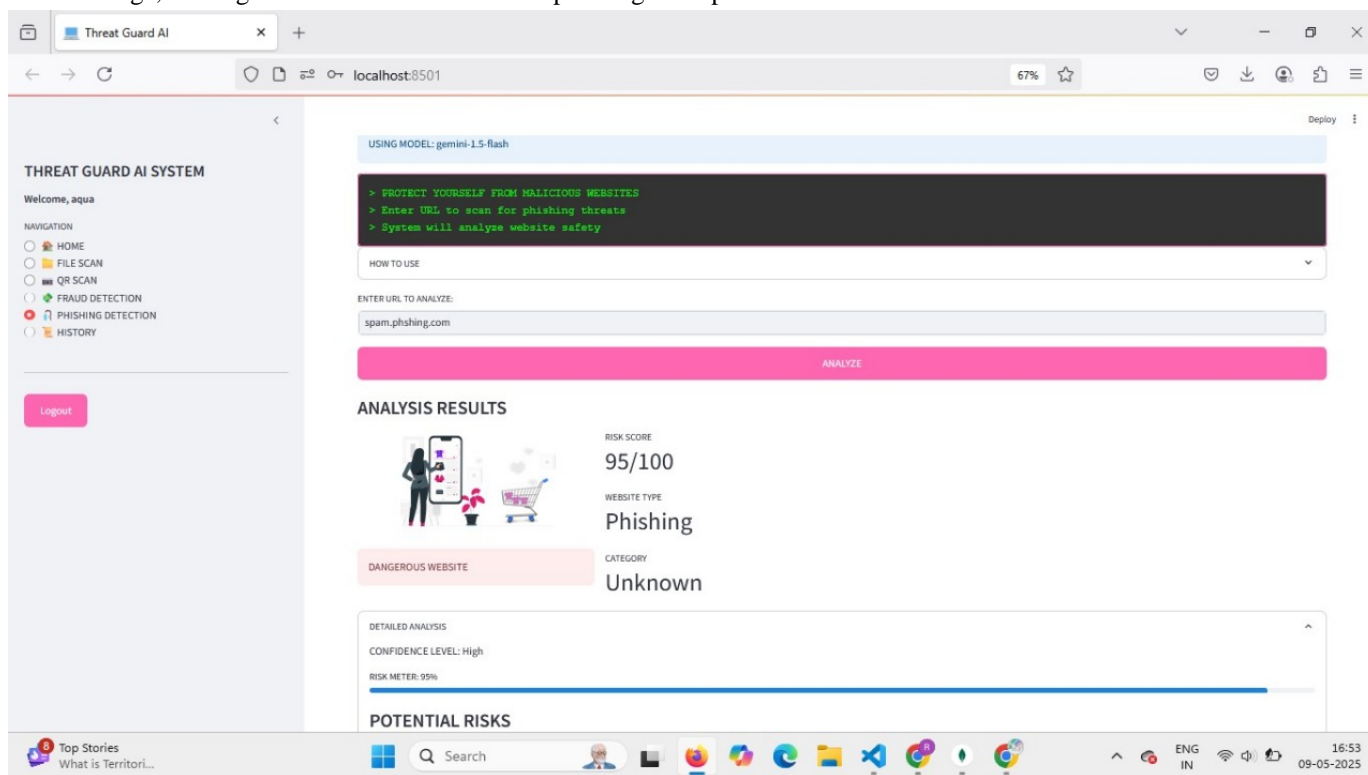 Threat Guard AI
localhost:8501
67%
Deploy
THREAT GUARD AI SYSTEM
Welcome, aqua
NAVIGATION
HOME
FILE SCAN
QR SCAN
FRAUD DETECTION
PHISHING DETECTION
HISTORY
Logout
USING MODEL: gemini-1.5-flash
> PROTECT YOURSELF FROM MALICIOUS WEBSITES
> Enter URL to scan for phishing threats
> System will analyze website safety
HOW TO USE
ENTER URL TO ANALYZE:
spam.phshing.com
ANALYZE
ANALYSIS RESULTS
RISK SCORE
95/100
WEBSITE TYPE
Phishing
DANGEROUS WEBSITE
CATEGORY
Unknown
DETAILED ANALYSIS
CONFIDENCE LEVEL: High
RISK METER: 95%
POTENTIAL RISKS
8
Top Stories
What is Territori...
Search
ENG
IN
16:53
09-05-2025